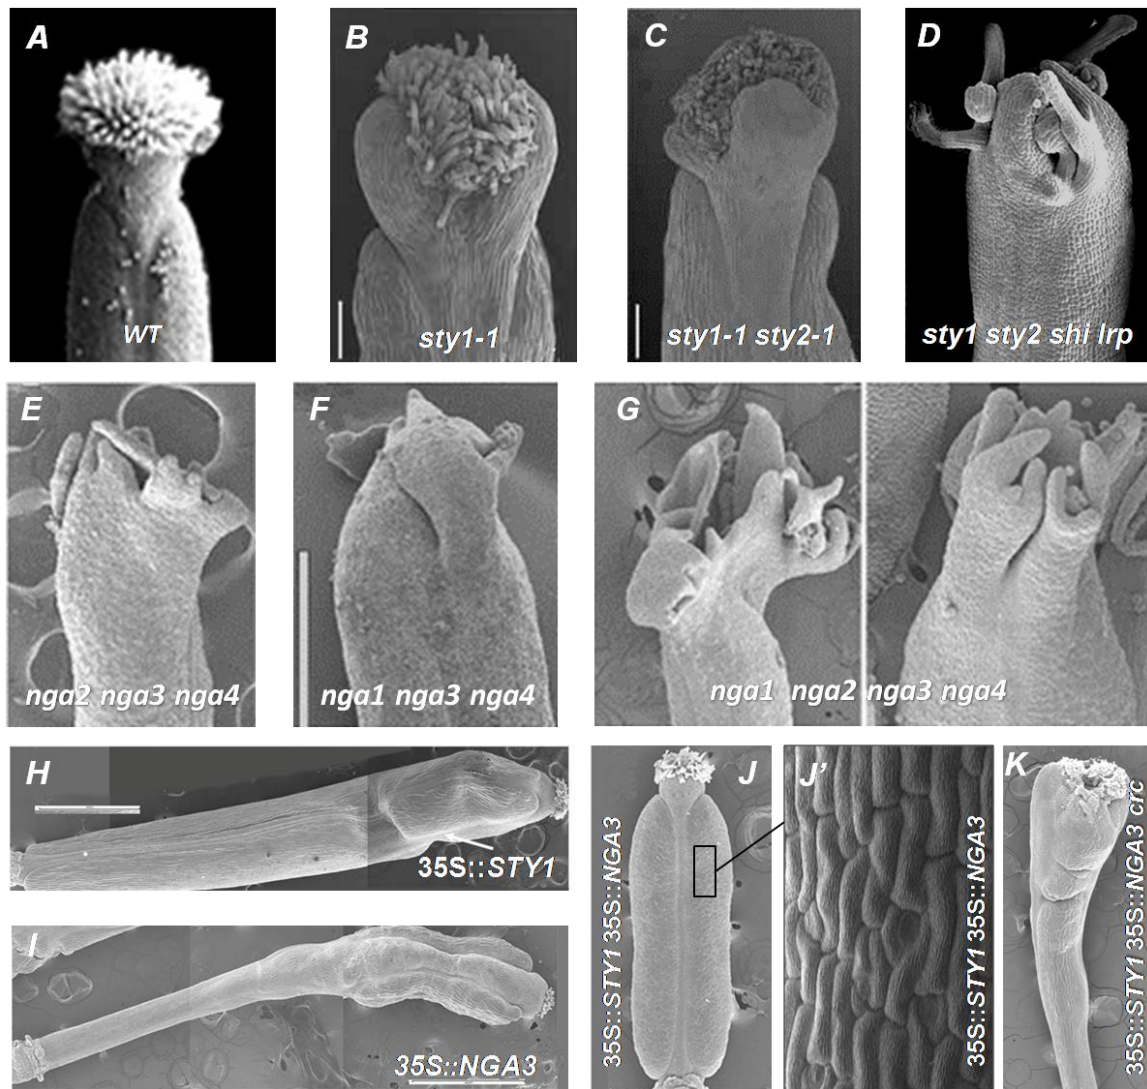 A
WT
B
sty1-1
C
sty1-1 sty2-1
D
sty1 sty2 shi lrp
E
nga2 nga3 nga4
F
nga1 nga3 nga4
G
nga1 nga2 nga3 nga4
H
35S::STY1
I
35S::NGA3
J
35S::STY1 35S::NGA3
J’
35S::STY1 35S::NGA3
K
35S::STY1 35S::NGA3 crc